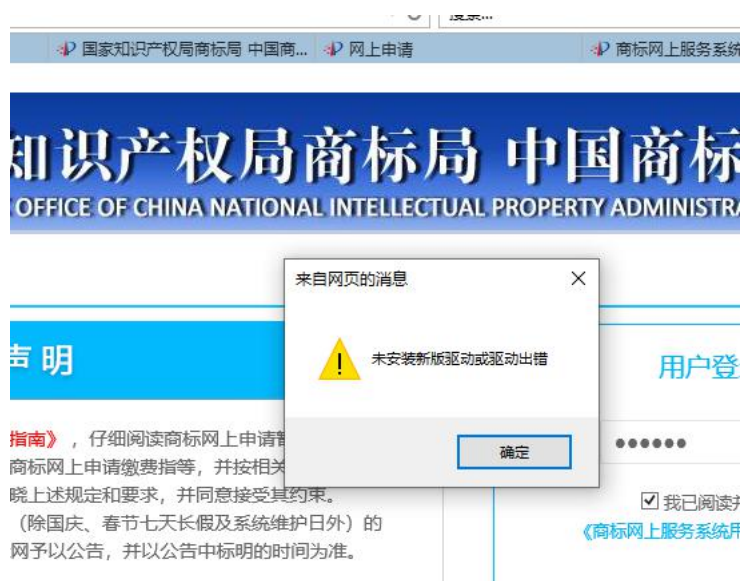 搜索...
国家知识产权局商标局 中国商... 网上申请 商标网上服务系统
知识产权局商标局 中国商标
OFFICE OF CHINA NATIONAL INTELLECTUAL PROPERTY ADMINISTRA
来自网页的消息
未安装新版驱动或驱动出错
确定
声 明
用户登
指南》，仔细阅读商标网上申请暂
商标网上申请缴费指等，并按相关
晓上述规定和要求，并同意接受其约束。
（除国庆、春节七天长假及系统维护日外）的
网予以公告，并以公告中标明的时间为准。
我已阅读并
《商标网上服务系统用